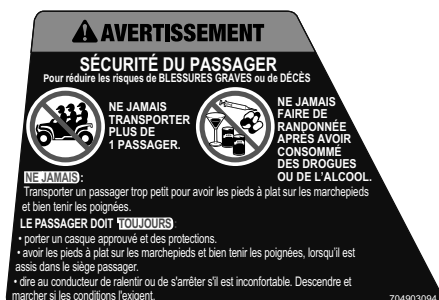 AVERTISSEMENT
SÉCURITÉ DU PASSAGER
Pour réduire les risques de BLESSURES GRAVES ou de DÉCÈS
NE JAMAIS
TRANSPORTER
PLUS DE
1 PASSAGER.
NE JAMAIS
FAIRE DE
RANDONNÉE
APRÈS AVOIR
CONSOMMÉ
DES DROGUES
OU DE L'ALCOOL.
NE JAMAIS :
Transporter un passager trop petit pour avoir les pieds à plat sur les marchepieds
et bien tenir les poignées.
LE PASSAGER DOIT TOUJOURS :
• porter un casque approuvé et des protections.
• avoir les pieds à plat sur les marchepieds et bien tenir les poignées, lorsqu'il est
assis dans le siège passager.
• dire au conducteur de ralentir ou de s'arrêter s'il est inconfortable. Descendre et
marcher si les conditions l'exigent.
704903094